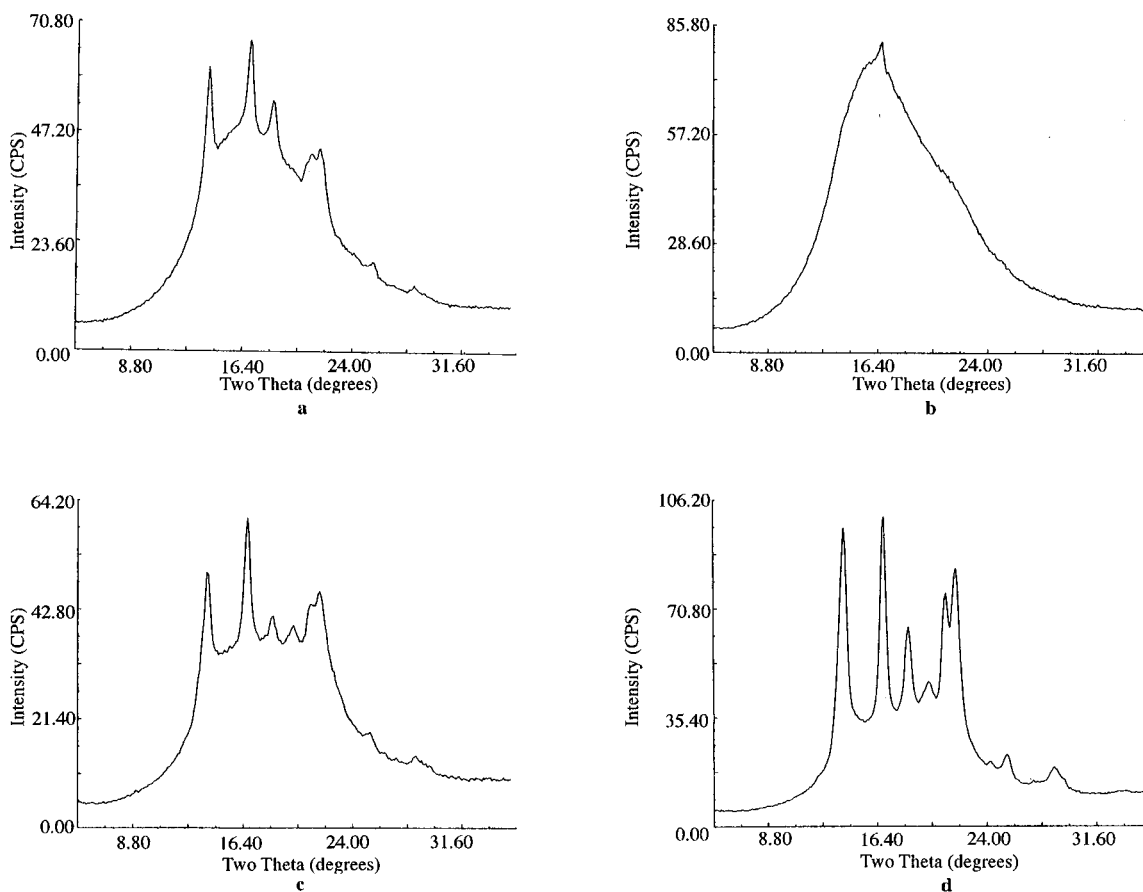 70.80
47.20
23.60
0.00
Intensity (CPS)
8.80 16.40 24.00 31.60
Two Theta (degrees)
a
85.80
57.20
28.60
0.00
Intensity (CPS)
8.80 16.40 24.00 31.60
Two Theta (degrees)
b
64.20
42.80
21.40
0.00
Intensity (CPS)
8.80 16.40 24.00 31.60
Two Theta (degrees)
c
106.20
70.80
35.40
0.00
Intensity (CPS)
8.80 16.40 24.00 31.60
Two Theta (degrees)
d